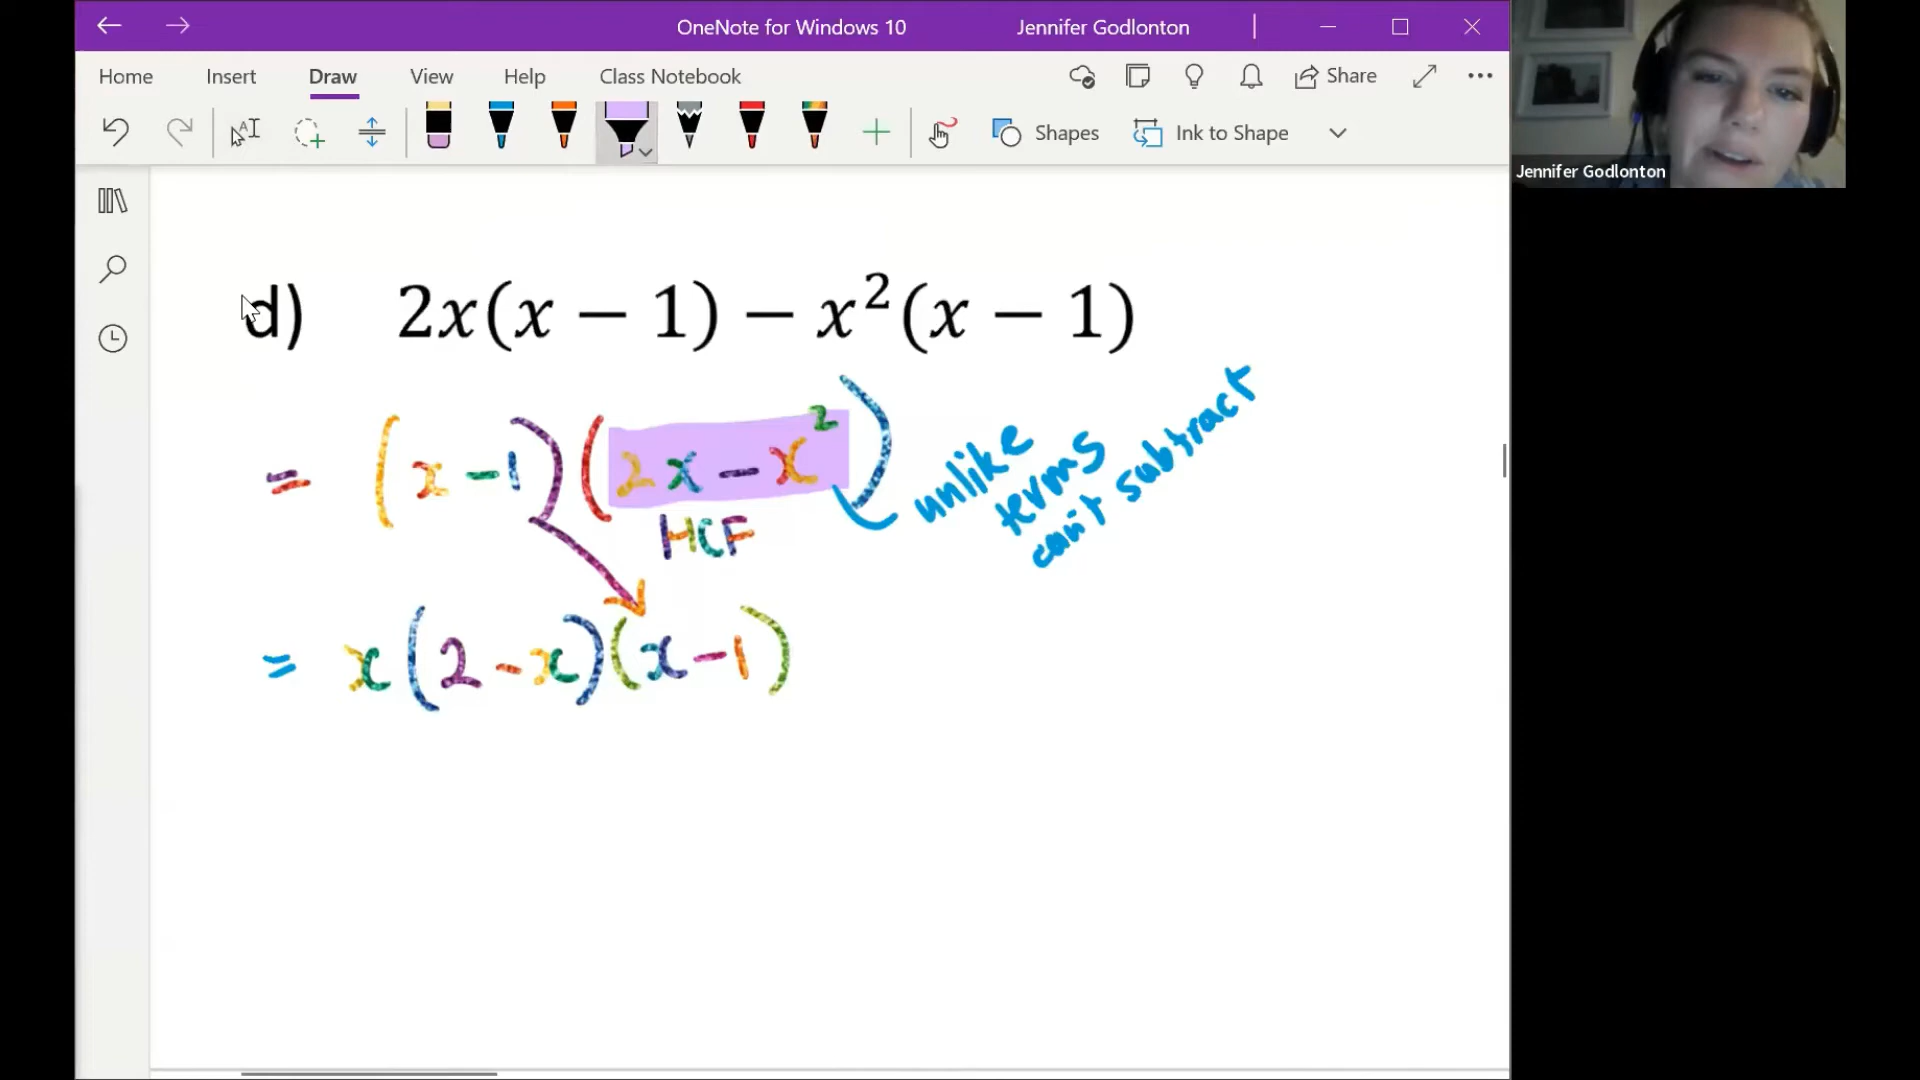 OneNote for Windows 10 Jennifer Godlonton
Home Insert Draw View Help Class Notebook Share
Shapes Ink to Shape
Jennifer Godlonton
d) 2x(x − 1) − x²(x − 1)
= (x - 1)(2x - x²)
HCF
unlike
terms
can't subtract
= x(2 - x)(x - 1)